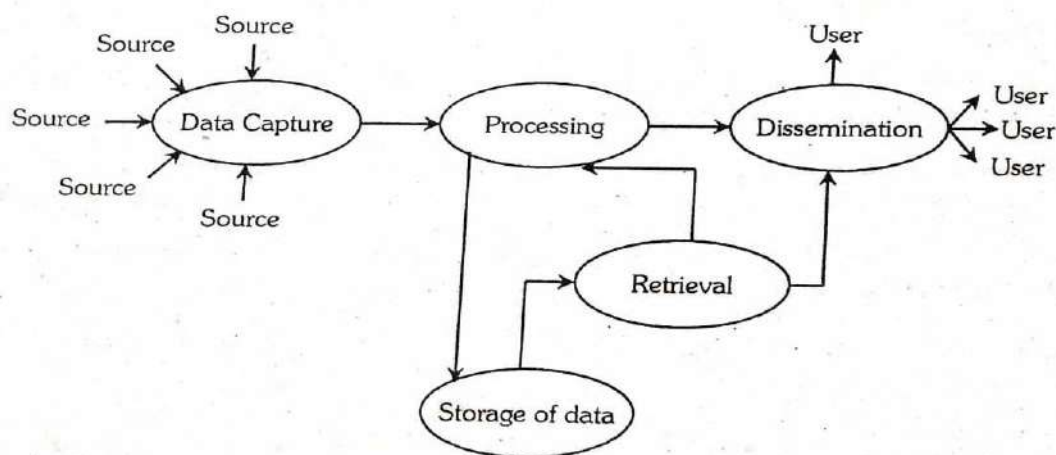 Source
Source
User
Source
Data Capture
Processing
Dissemination
User
User
User
Source
Source
Retrieval
Storage of data